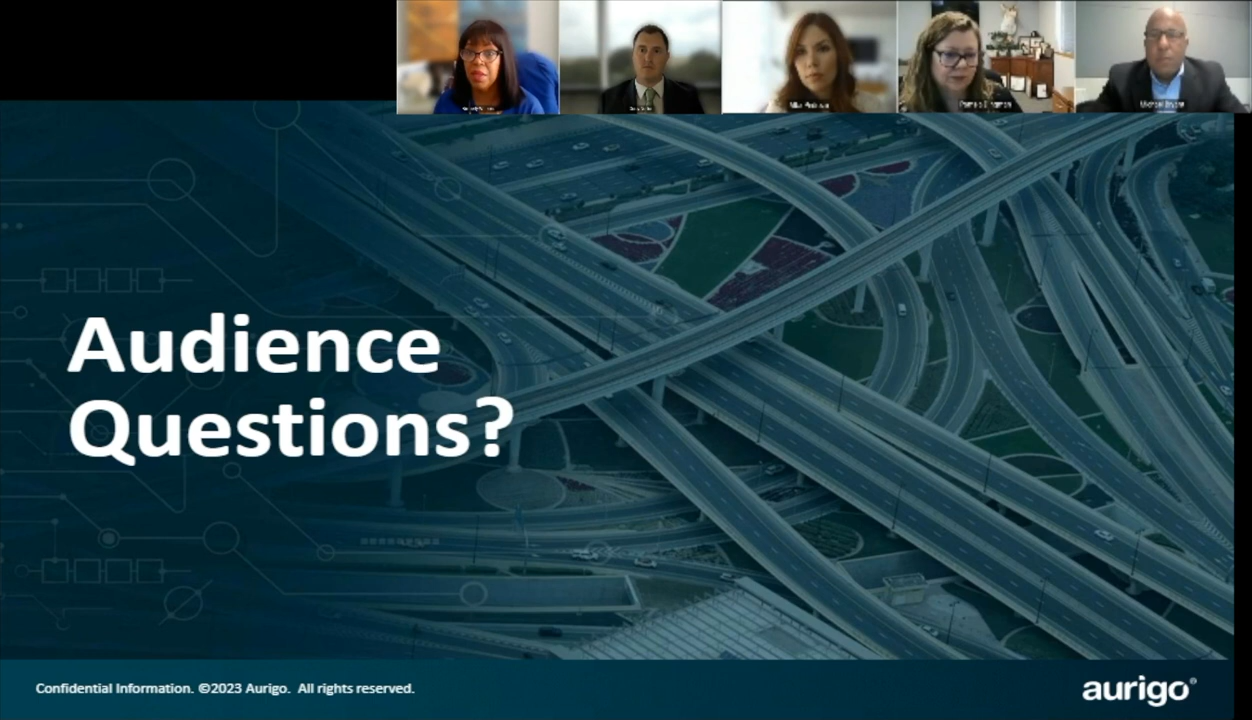 Audience
Questions?
Confidential Information. ©2023 Aurigo. All rights reserved.
aurigo®